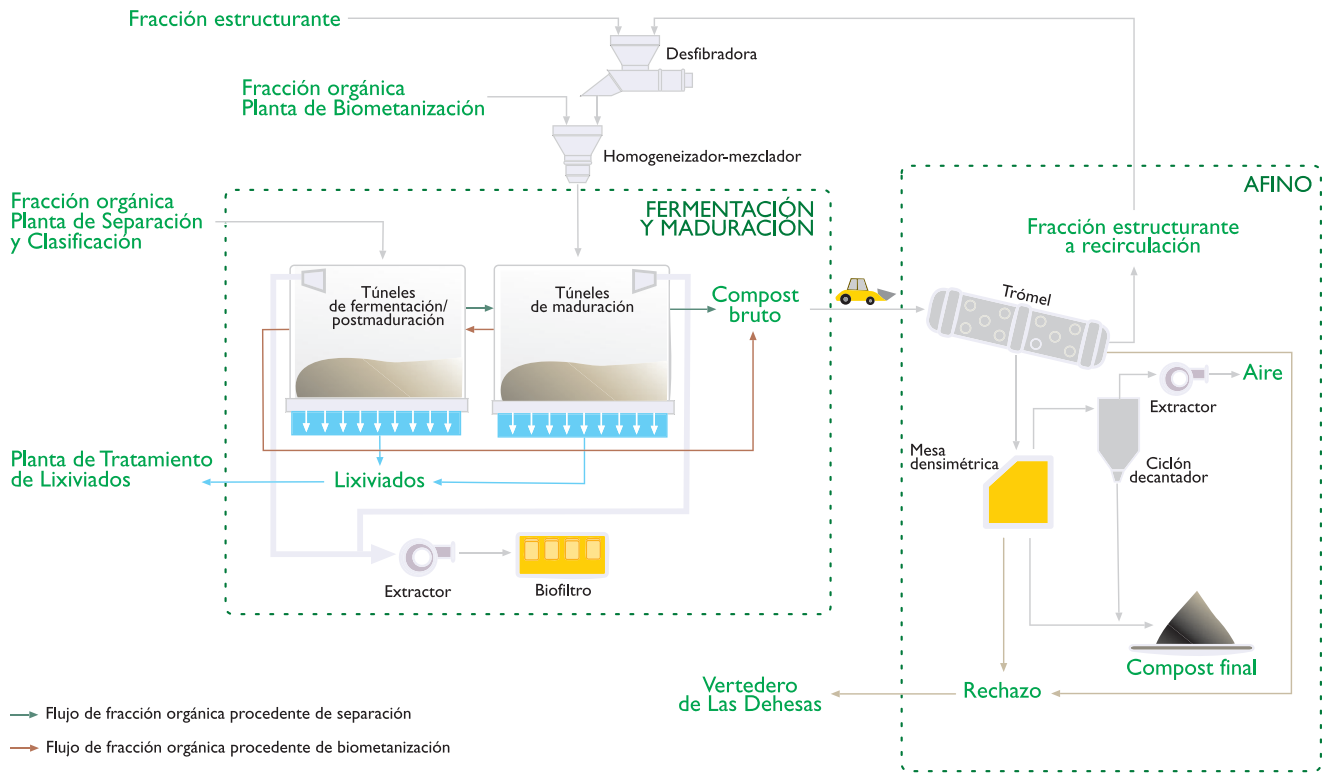 Fracción estructurante
Desfibradora
Fracción orgánica
Planta de Biometanización
Homogeneizador-mezclador
Fracción orgánica
Planta de Separación
y Clasificación
FERMENTACIÓN
Y MADURACIÓN
Túneles
de fermentación/
postmaduración
Túneles
de maduración
Compost
bruto
Planta de Tratamiento
de Lixiviados
Lixiviados
Extractor
Biofiltro
AFINO
Fracción estructurante
a recirculación
Trómel
Extractor
Aire
Mesa
densimétrica
Ciclón
decantador
Compost final
Rechazo
Vertedero
de Las Dehesas
Flujo de fracción orgánica procedente de separación
Flujo de fracción orgánica procedente de biometanización